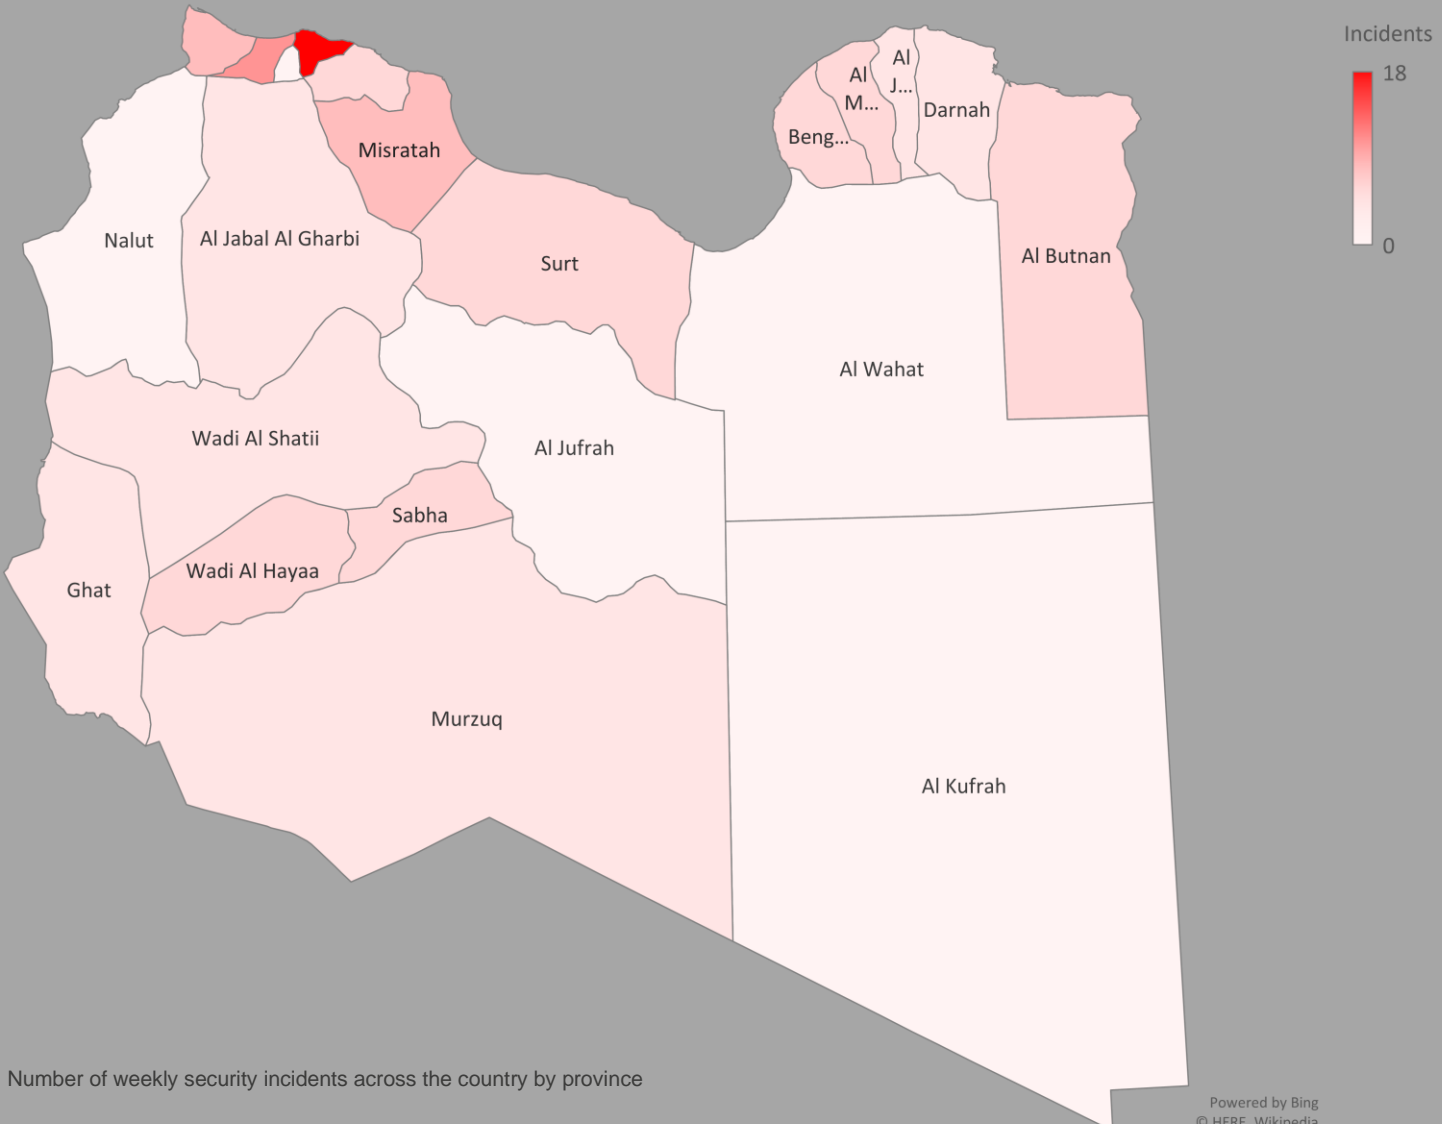 Incidents
18
0
Al
J...
Al
M...
Darnah
Beng...
Misratah
Nalut
Al Jabal Al Gharbi
Surt
Al Butnan
Al Wahat
Wadi Al Shatii
Al Jufrah
Sabha
Wadi Al Hayaa
Ghat
Murzuq
Al Kufrah
Number of weekly security incidents across the country by province
Powered by Bing
© HERE, Wikipedia